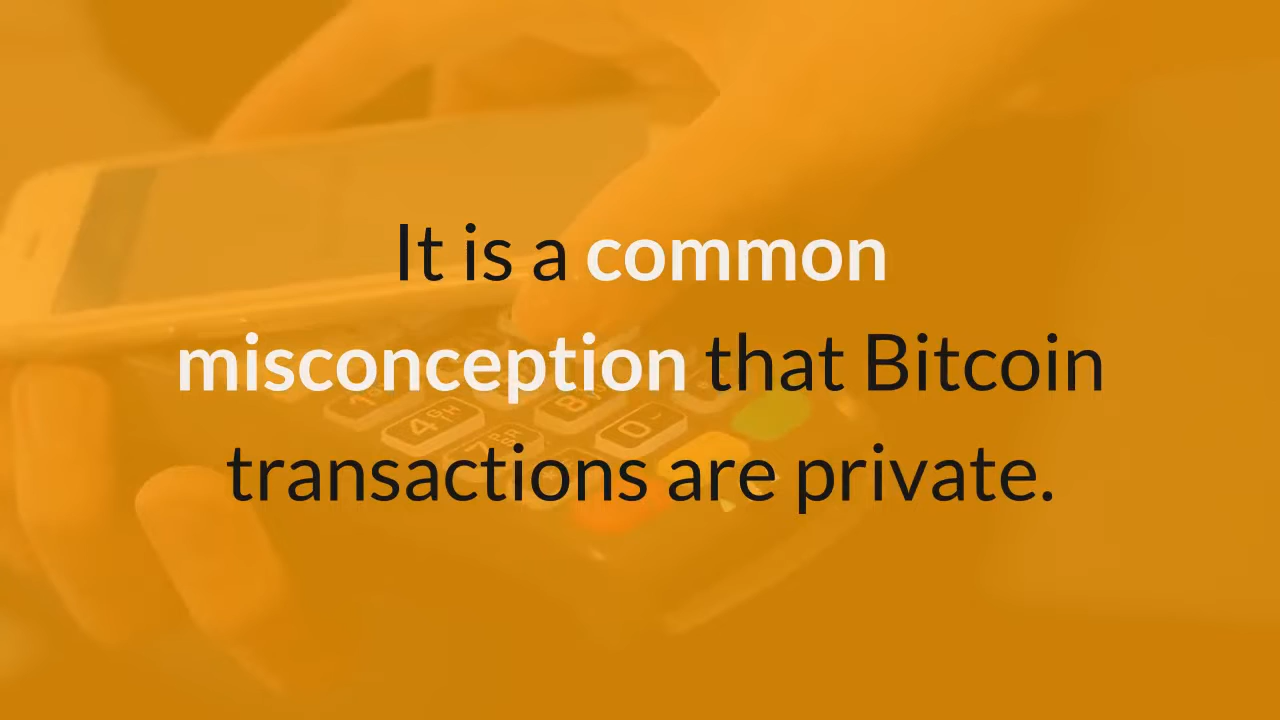 It is a common
misconception that Bitcoin
transactions are private.